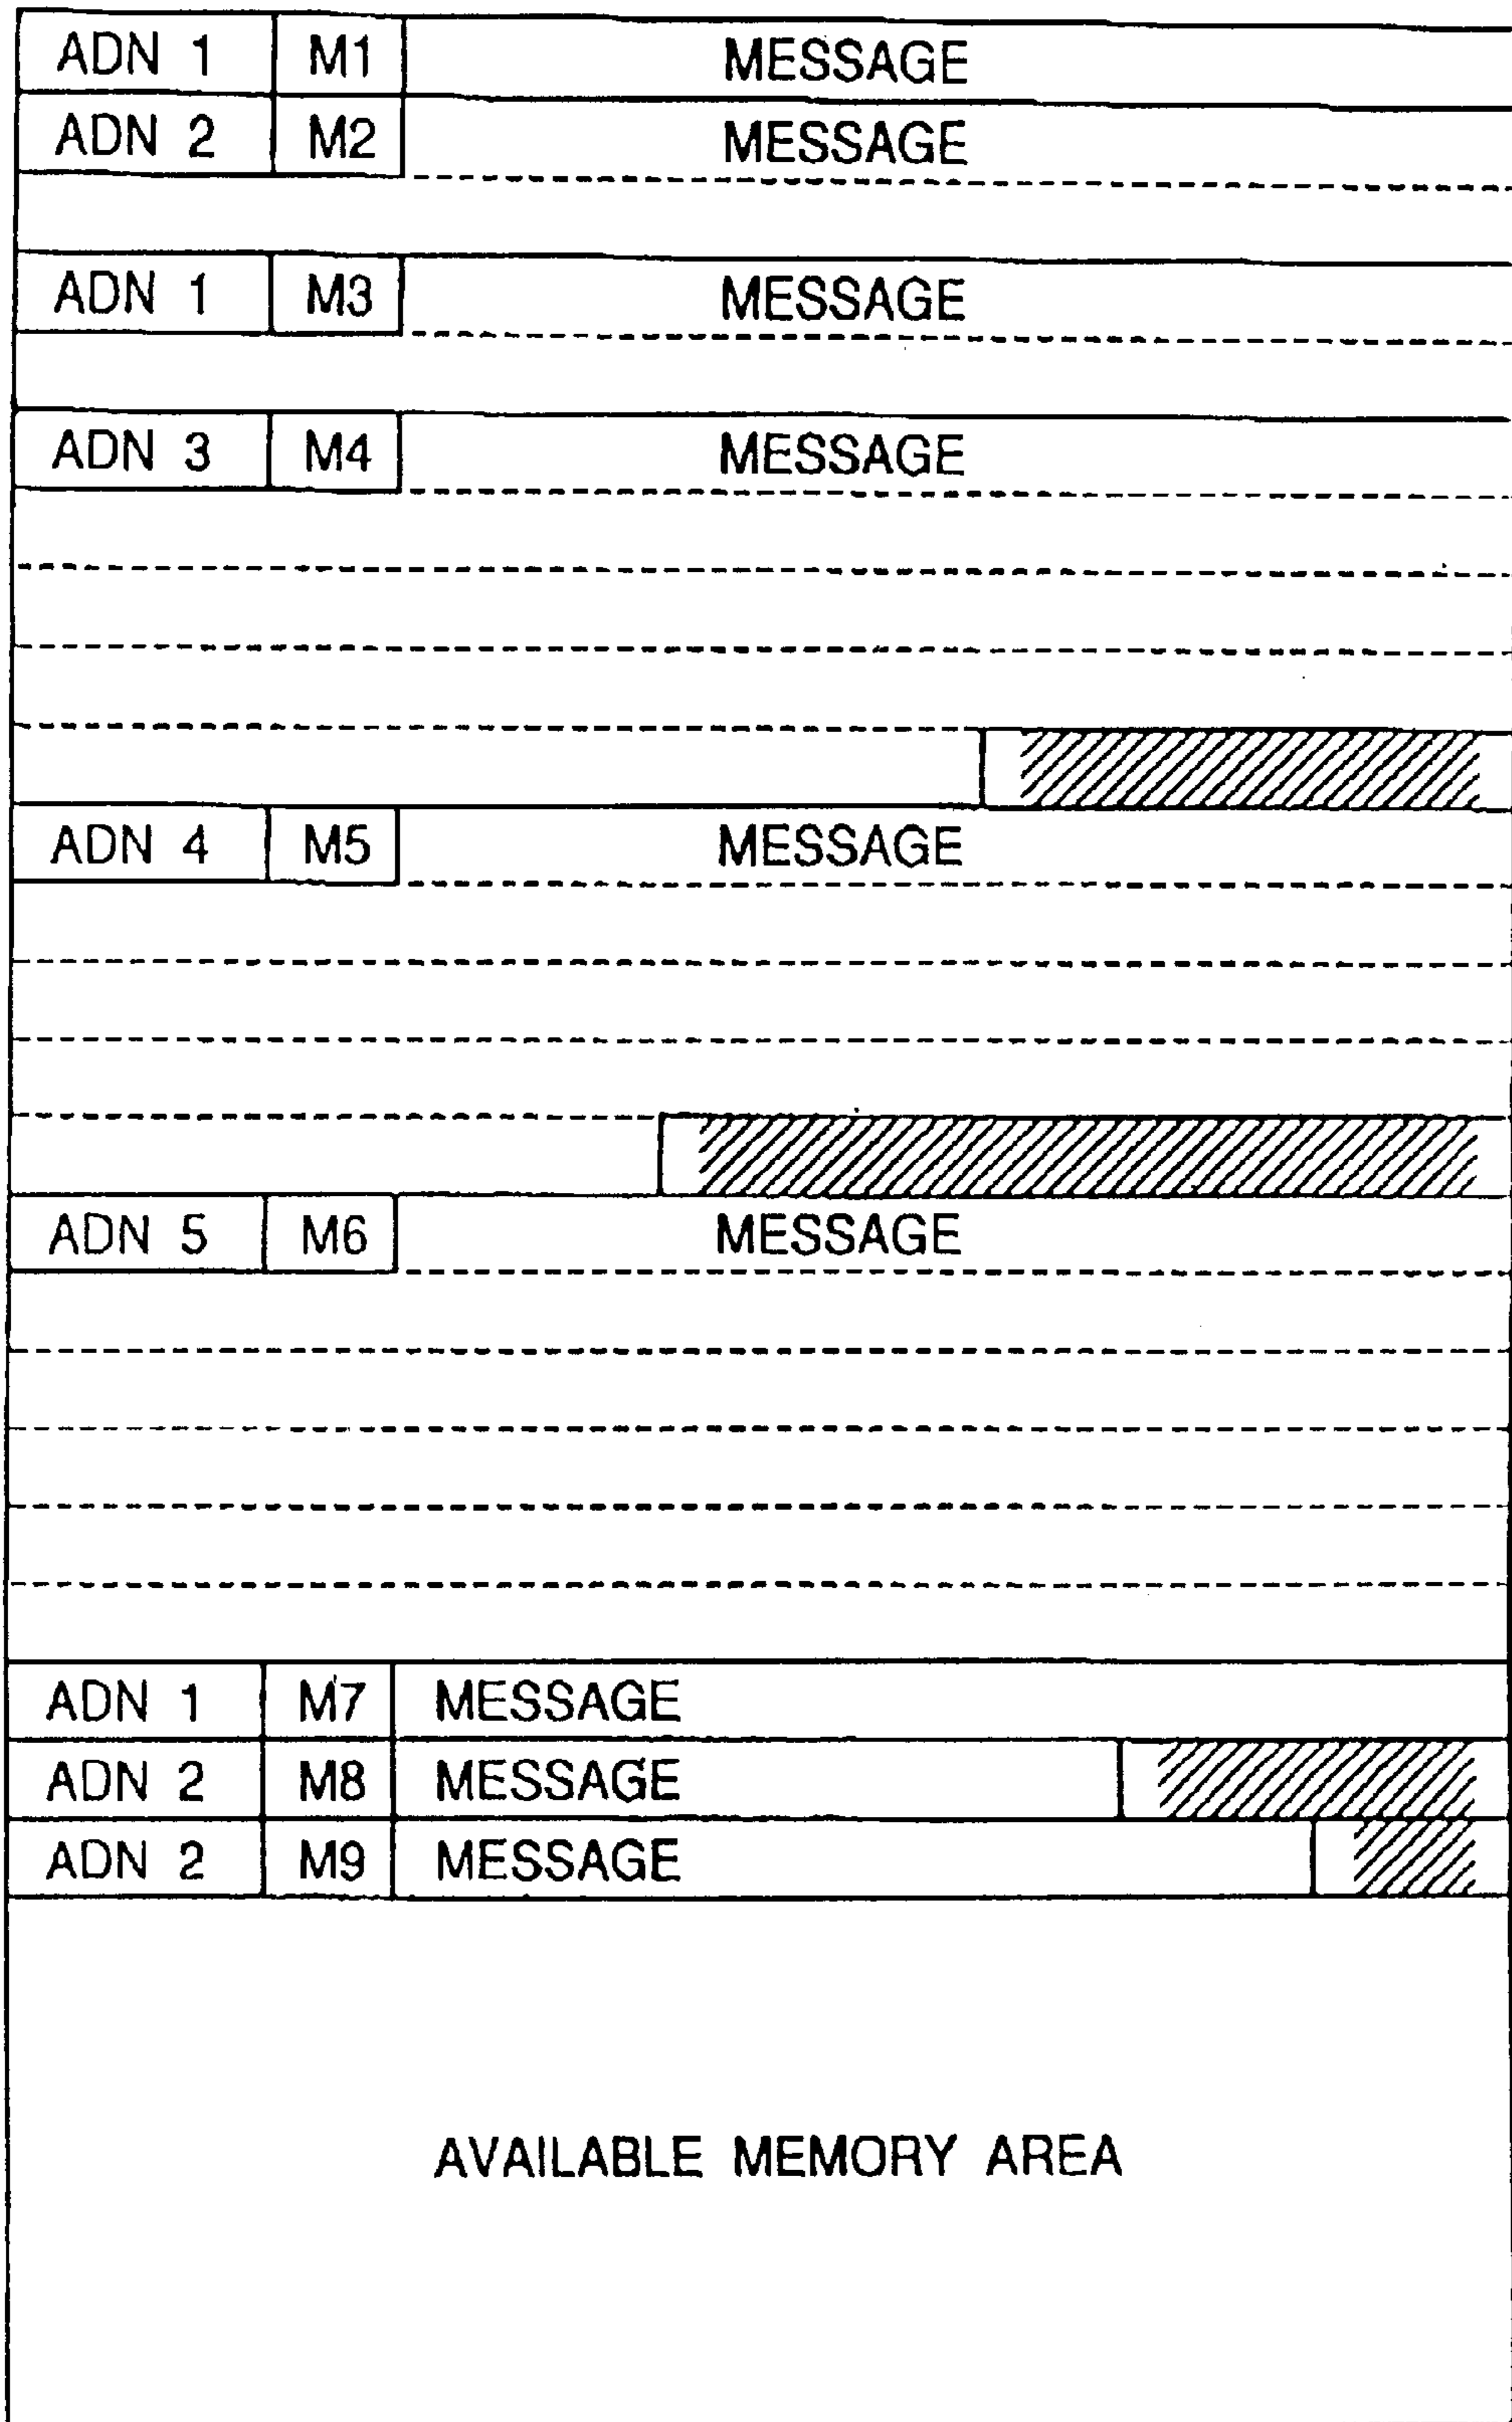 ADN 1 M1 MESSAGE
ADN 2 M2 MESSAGE
ADN 1 M3 MESSAGE
ADN 3 M4 MESSAGE
ADN 4 M5 MESSAGE
ADN 5 M6 MESSAGE
ADN 1 M7 MESSAGE
ADN 2 M8 MESSAGE
ADN 2 M9 MESSAGE
AVAILABLE MEMORY AREA